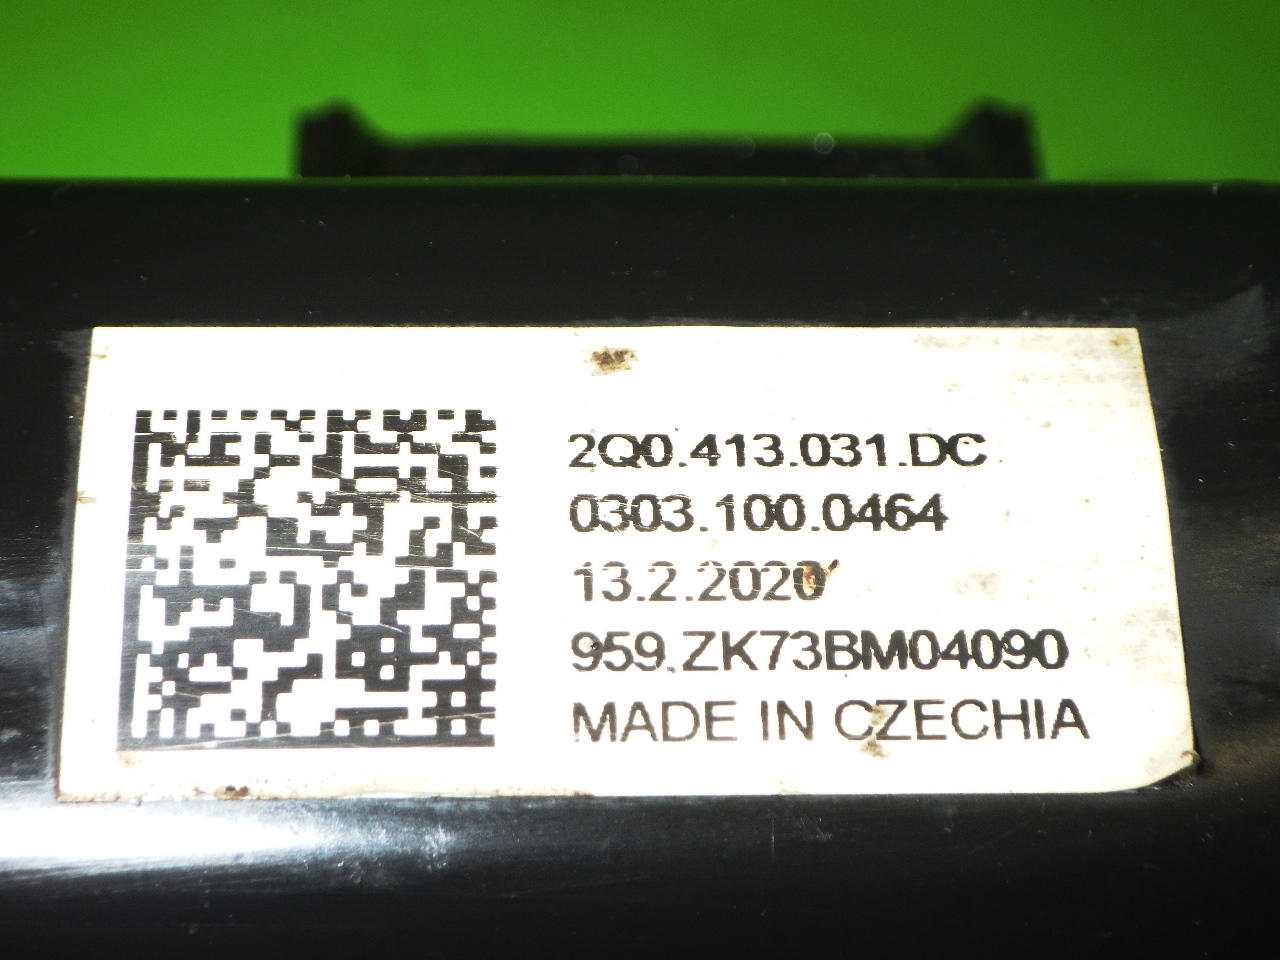 2Q0.413.031.DC
0303.100.0464
13.2.2020
959.ZK73BM04090
MADE IN CZECHIA